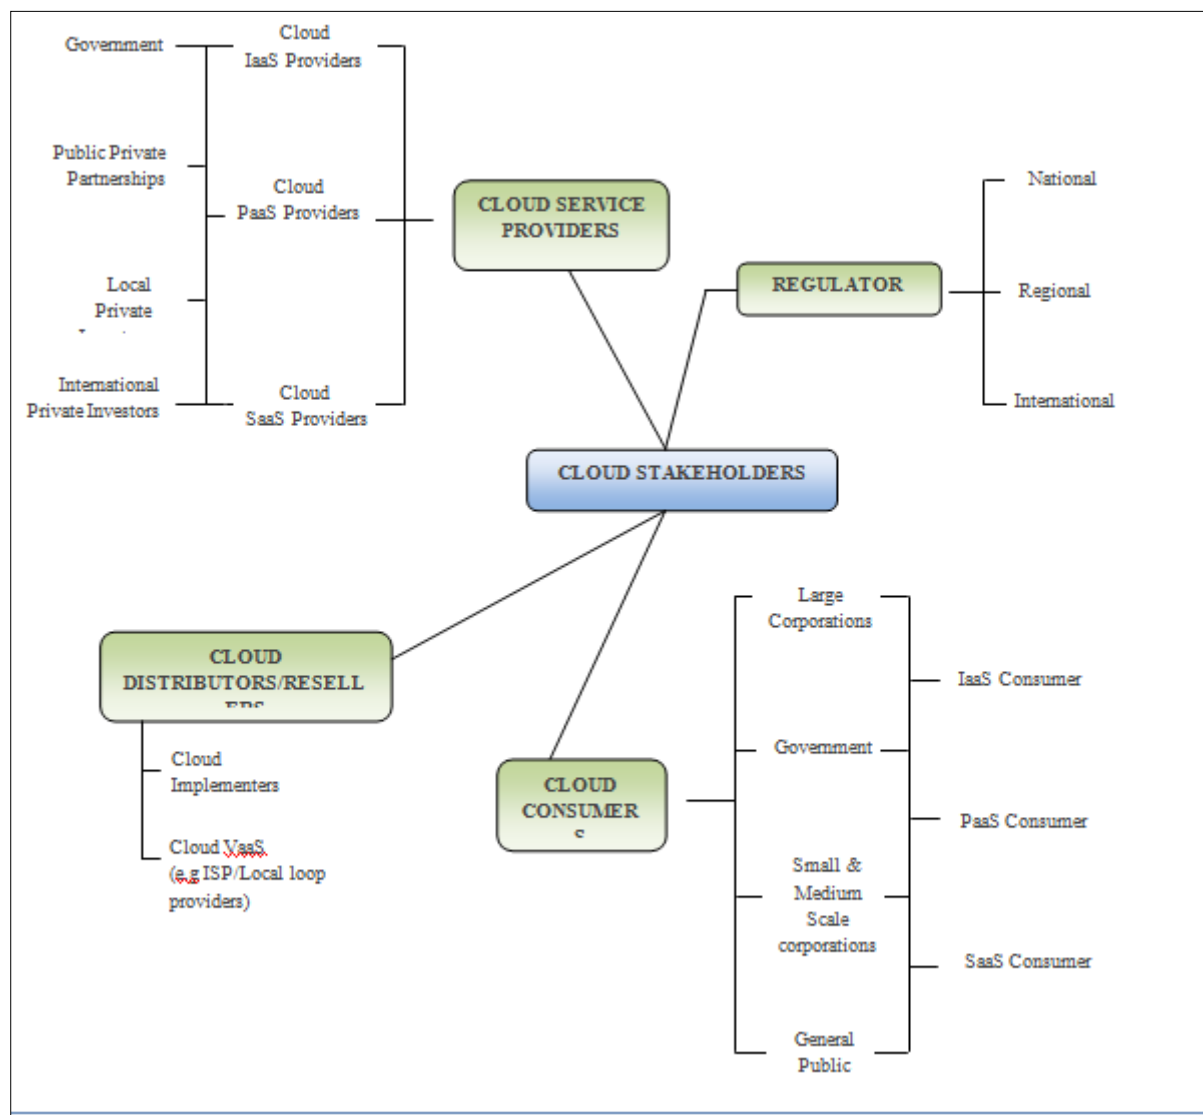 Government
Cloud
IaaS Providers
Public Private
Partnerships
Cloud
PaaS Providers
Local
Private
International
Private Investors
Cloud
SaaS Providers
CLOUD SERVICE
PROVIDERS
REGULATOR
National
Regional
International
CLOUD STAKEHOLDERS
CLOUD
DISTRIBUTORS/RESELL
Cloud
Implementers
Cloud VaaS
(e.g ISP/Local loop
providers)
CLOUD
CONSUMER
Large
Corporations
Government
Small &
Medium
Scale
corporations
General
Public
IaaS Consumer
PaaS Consumer
SaaS Consumer